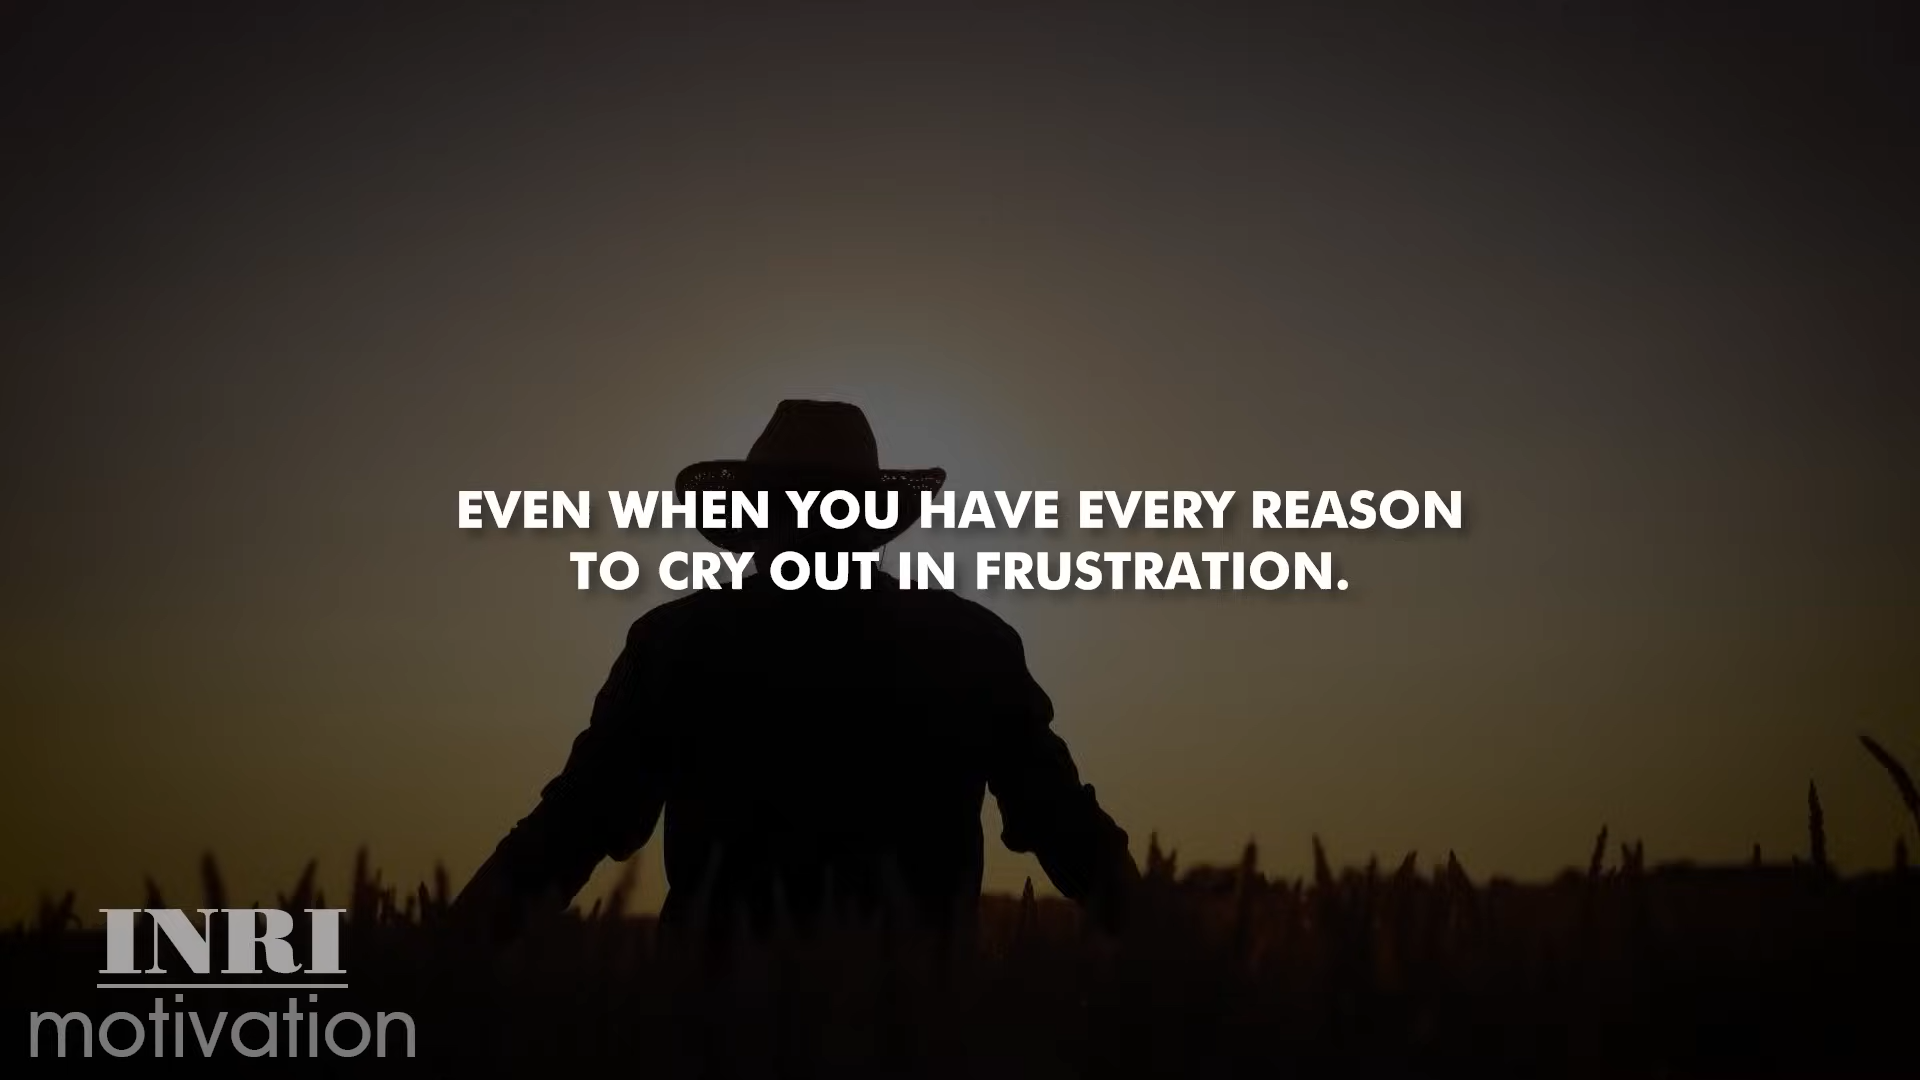 EVEN WHEN YOU HAVE EVERY REASON
TO CRY OUT IN FRUSTRATION.
INRI
motivation